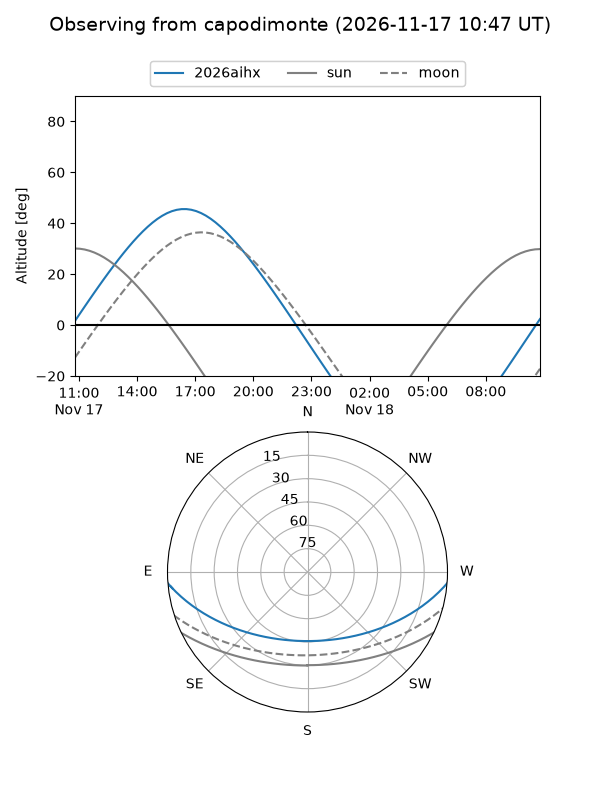 Observing from capodimonte (2026-11-17 10:47 UT)
2026aihx sun moon
Altitude [deg]
80
60
40
20
0
−20
11:00 14:00 17:00 20:00 23:00 02:00 05:00 08:00
Nov 17 Nov 18
N
NE NW
15
30
45
60
75
E W
SE SW
S